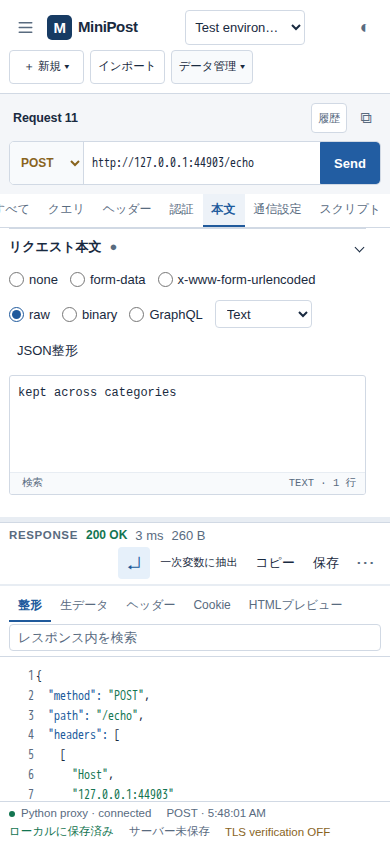 M MiniPost Test environ…
＋ 新規 ▾ インポート データ管理 ▾
Request 11 履歴
POST http://127.0.0.1:44903/echo Send
すべて クエリ ヘッダー 認証 本文 通信設定 スクリプト
リクエスト本文
none form-data x-www-form-urlencoded
raw binary GraphQL Text
JSON整形
kept across categories
検索 TEXT · 1 行
RESPONSE 200 OK 3 ms 260 B
一次変数に抽出 コピー 保存 ···
整形 生データ ヘッダー Cookie HTMLプレビュー
レスポンス内を検索
1 {
2 "method": "POST",
3 "path": "/echo",
4 "headers": [
5 [
6 "Host",
7 "127.0.0.1:44903"
Python proxy · connected POST · 5:48:01 AM
ローカルに保存済み サーバー未保存 TLS verification OFF